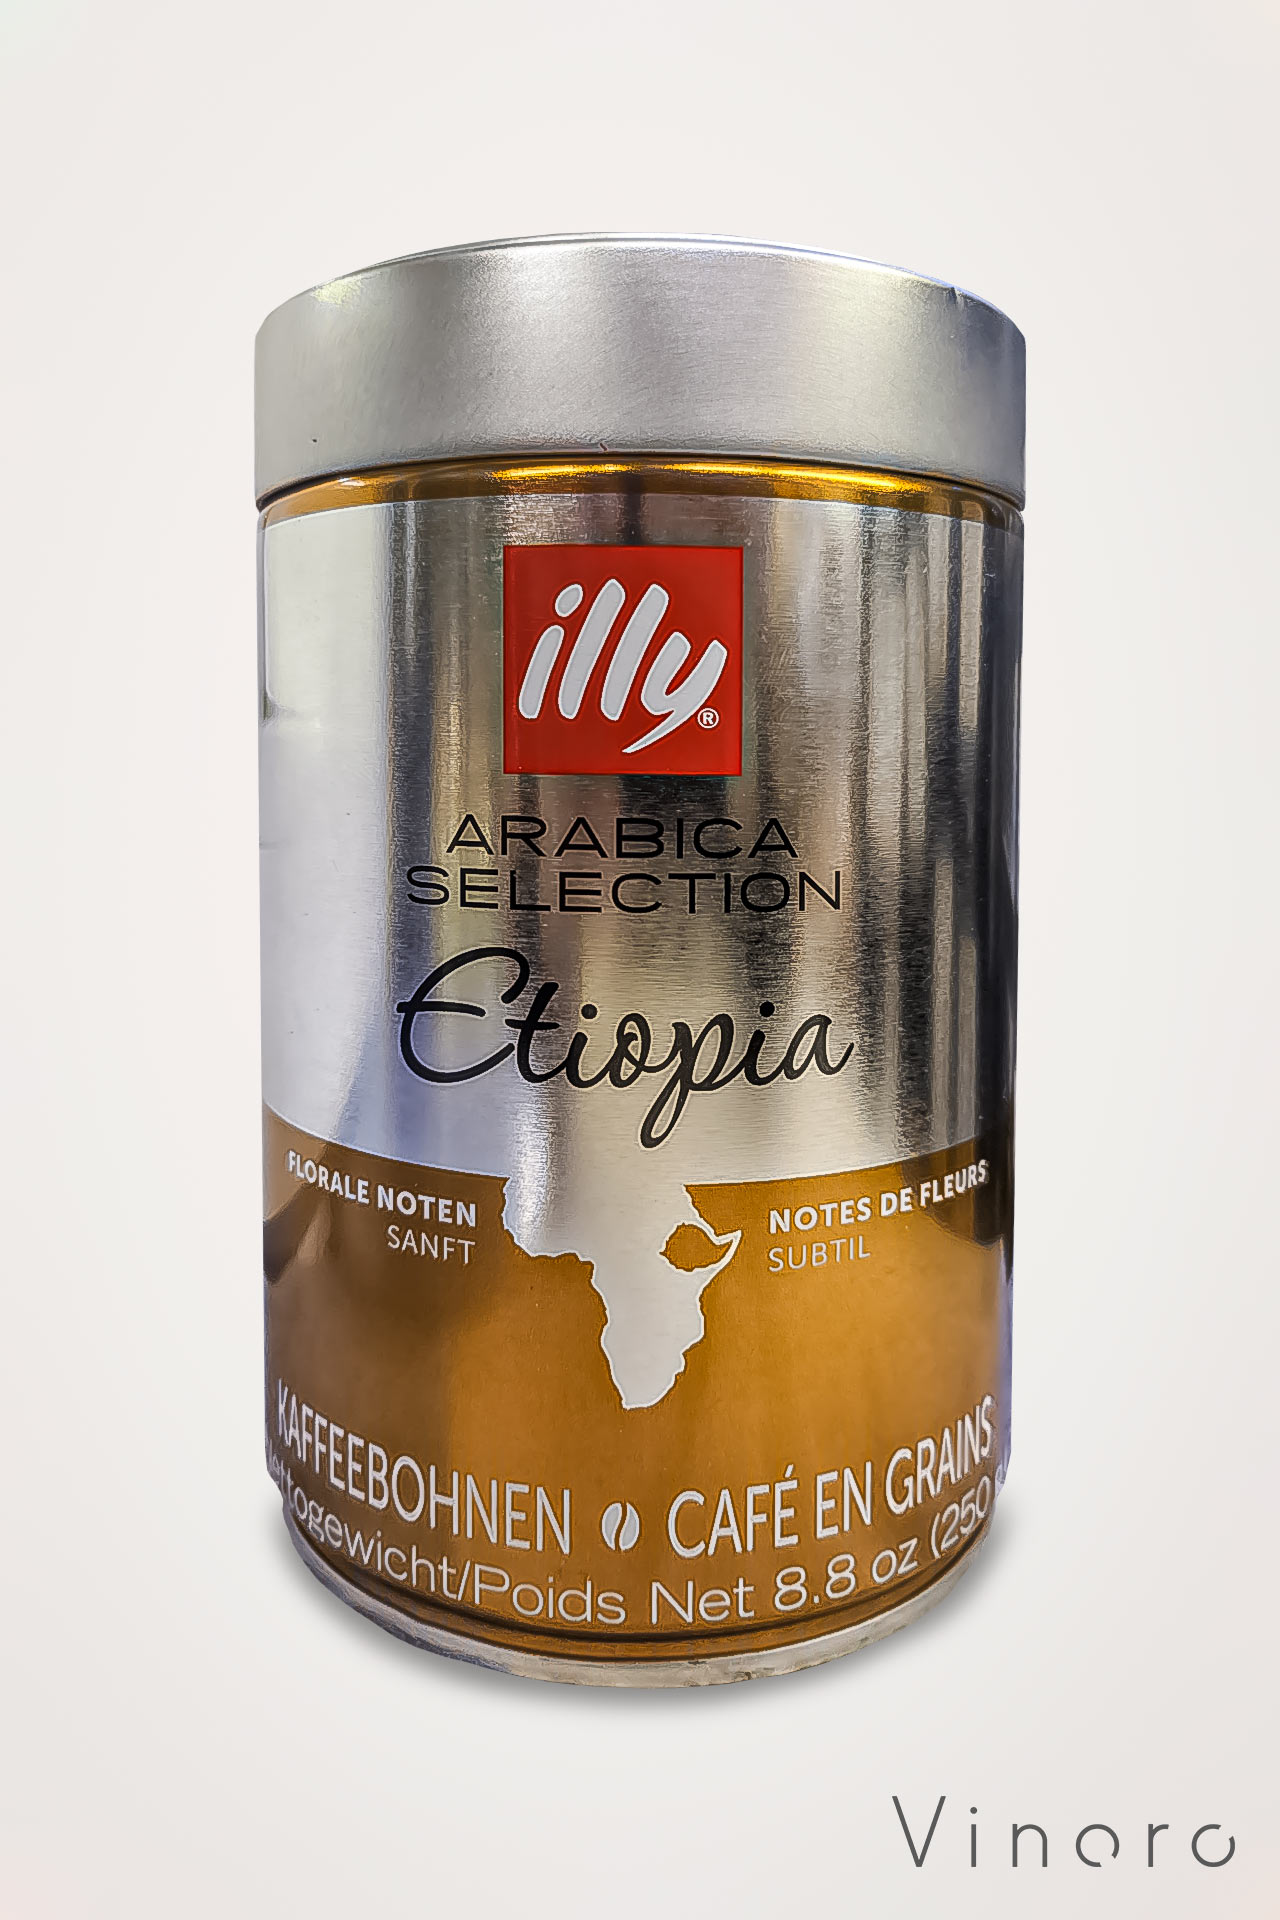 illy®
ARABICA
SELECTION
Etiopia
FLORALE NOTEN
SANFT
NOTES DE FLEURS
SUBTIL
KAFFEEBOHNEN CAFÉ EN GRAINS
Nettogewicht/Poids Net 8.8 oz (250
Vinoro